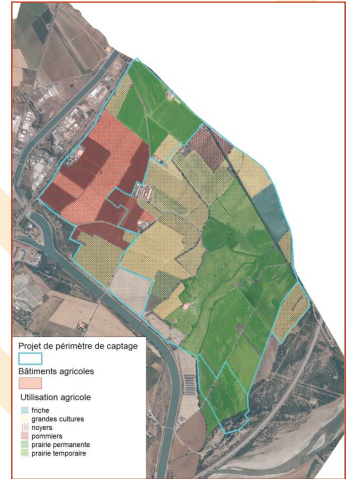 Projet de périmètre de captage
Bâtiments agricoles
Utilisation agricole
friche
grandes cultures
noyers
pommiers
prairie permanente
prairie temporaire